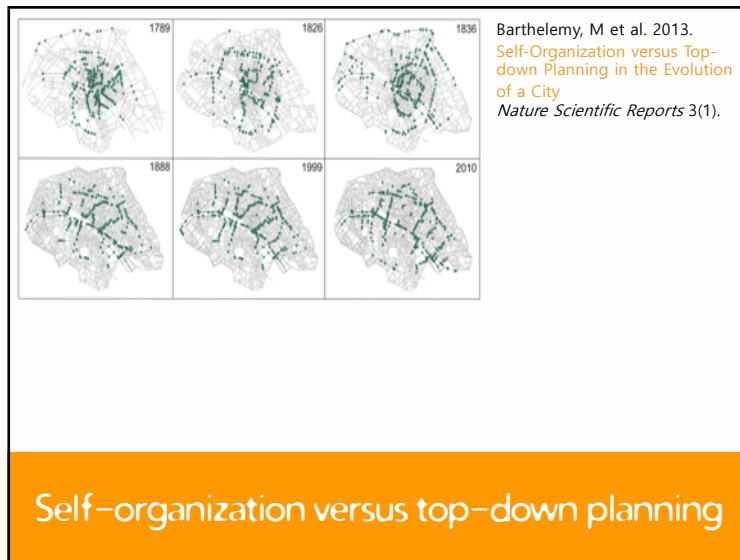 1789
1826
1836
1888
1999
2010
Barthelemy, M et al. 2013.
Self-Organization versus Top-
down Planning in the Evolution
of a City
Nature Scientific Reports 3(1).
Self-organization versus top-down planning